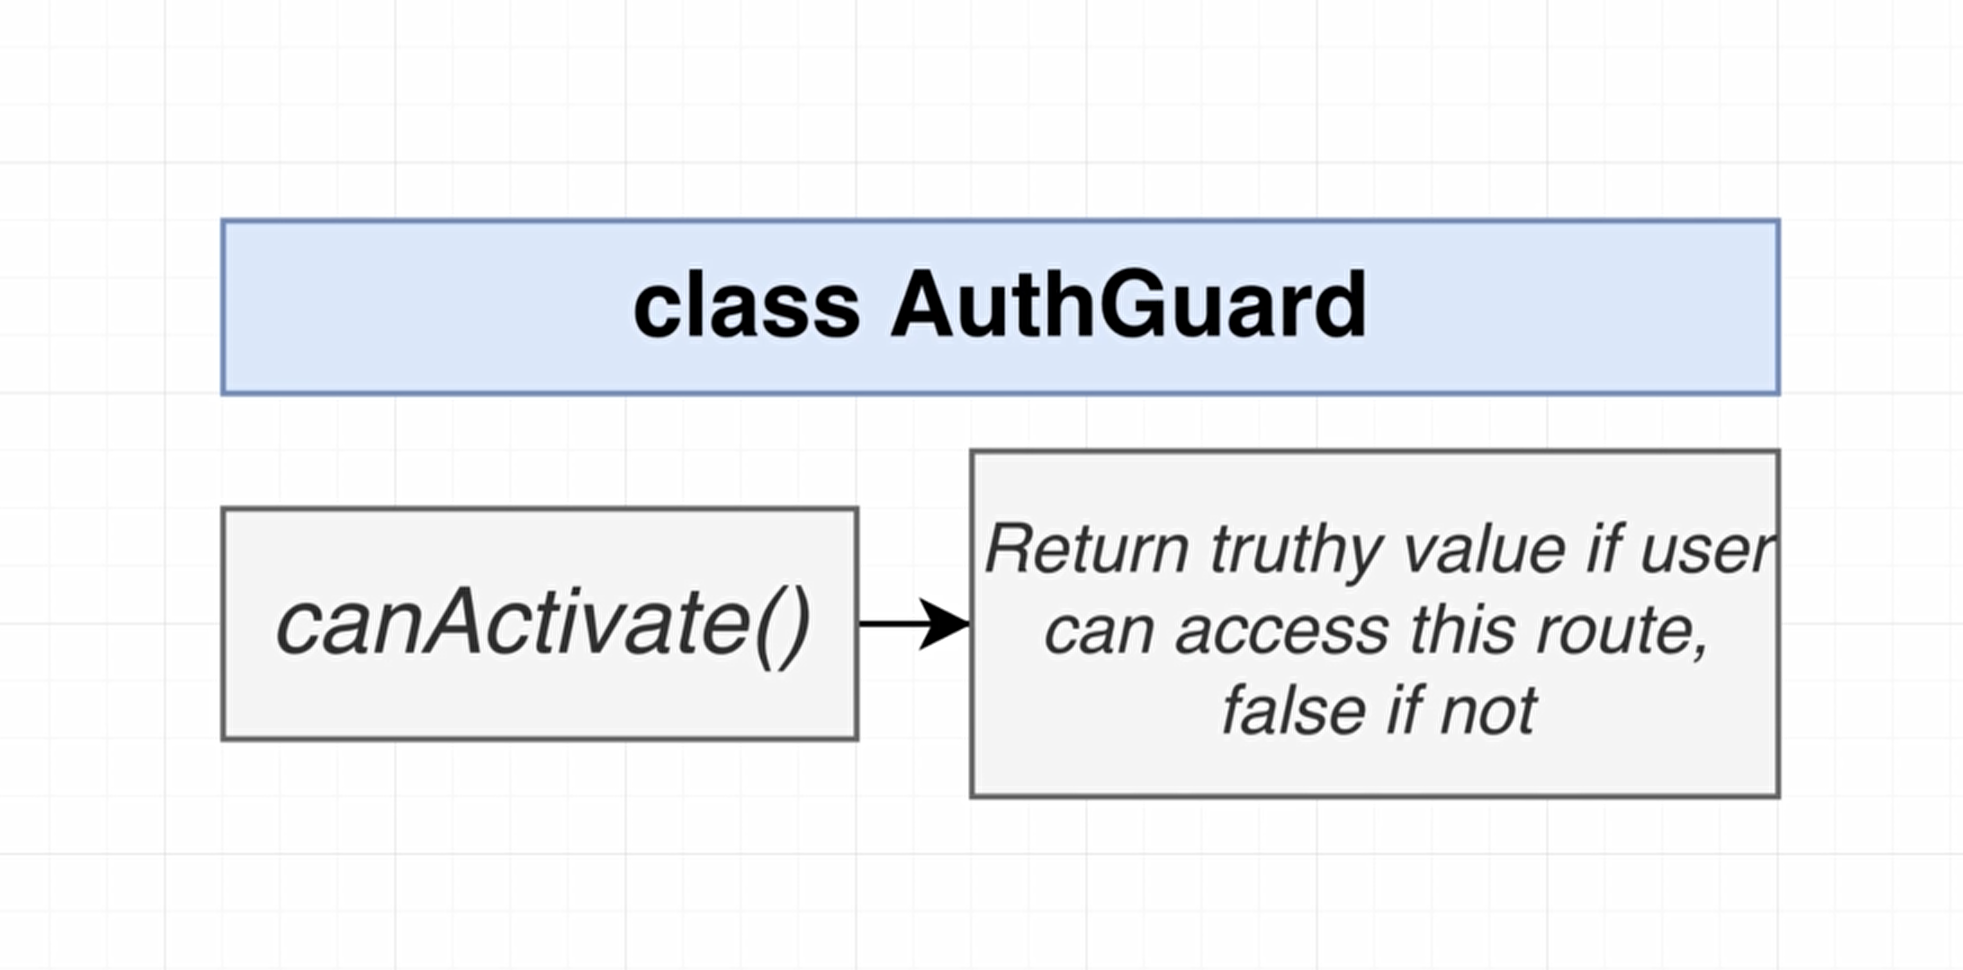 class AuthGuard
canActivate()
Return truthy value if user
can access this route,
false if not